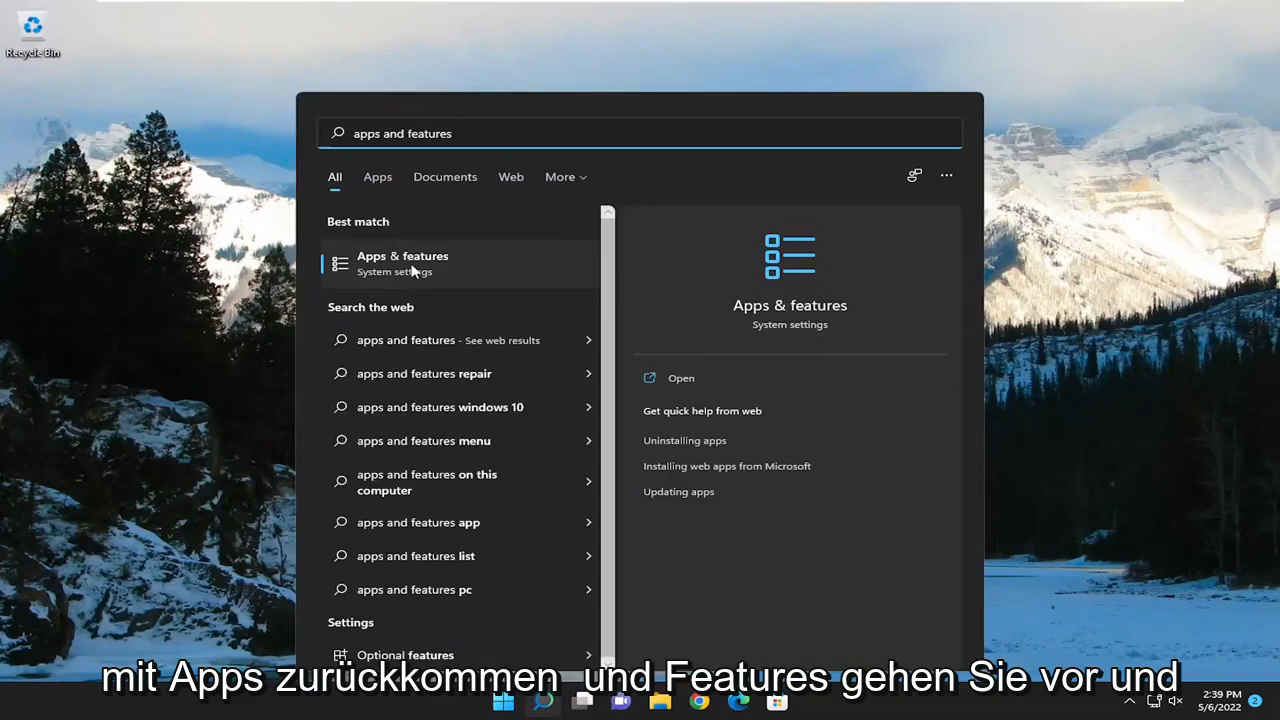 Recycle Bin
apps and features
All Apps Documents Web More
Best match
Apps & features
System settings
Search the web
apps and features - See web results
apps and features repair
apps and features windows 10
apps and features menu
apps and features on this
computer
apps and features app
apps and features list
apps and features pc
Settings
Optional features
Apps & features
System settings
Open
Get quick help from web
Uninstalling apps
Installing web apps from Microsoft
Updating apps
mit Apps zurückkommen und Features gehen Sie vor und
2:39 PM
5/6/2022
2